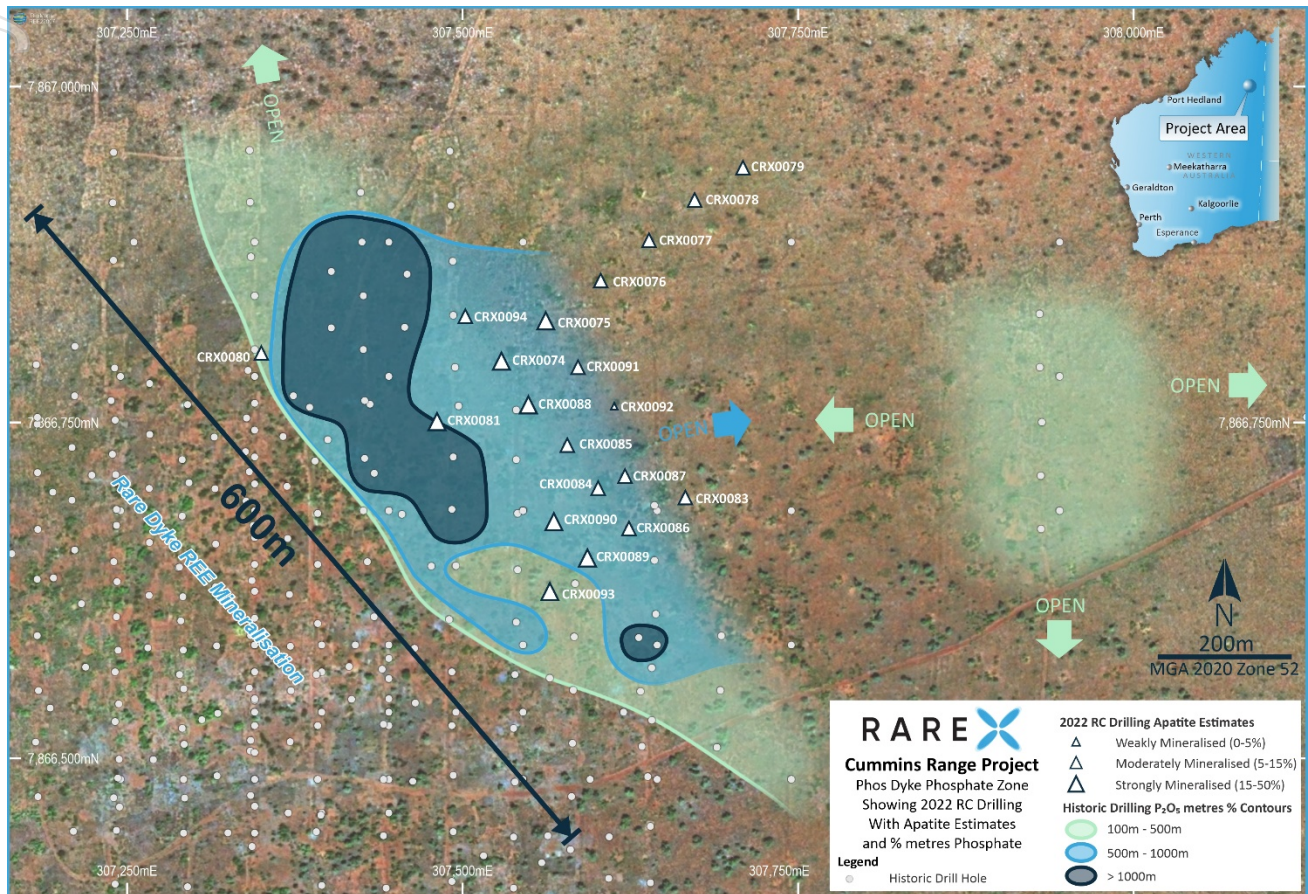 307,250mE
307,500mE
307,750mE
308,000mE
7,867,000mN
OPEN
Port Hedland
Project Area
WESTERN
AUSTRALIA
Meekatharra
Geraldton
Kalgoorlie
Perth
Esperance
CRX0079
CRX0078
CRX0077
CRX0076
CRX0094
CRX0075
CRX0080
CRX0074
CRX0091
CRX0088
CRX0092
OPEN
7,866,750mN
CRX0081
OPEN
OPEN
7,866,750mN
CRX0085
CRX0087
CRX0084
CRX0083
CRX0090
CRX0086
CRX0089
CRX0093
600m
Rare Dyke REE Mineralisation
OPEN
N
200m
MGA 2020 Zone 52
7,866,500mN
RAREX
Cummins Range Project
Phos Dyke Phosphate Zone
Showing 2022 RC Drilling
With Apatite Estimates
and % metres Phosphate
Legend
Historic Drill Hole
2022 RC Drilling Apatite Estimates
Weakly Mineralised (0-5%)
Moderately Mineralised (5-15%)
Strongly Mineralised (15-50%)
Historic Drilling P₂O₅ metres % Contours
100m - 500m
500m - 1000m
> 1000m
307,250mE
307,500mE
307,750mE